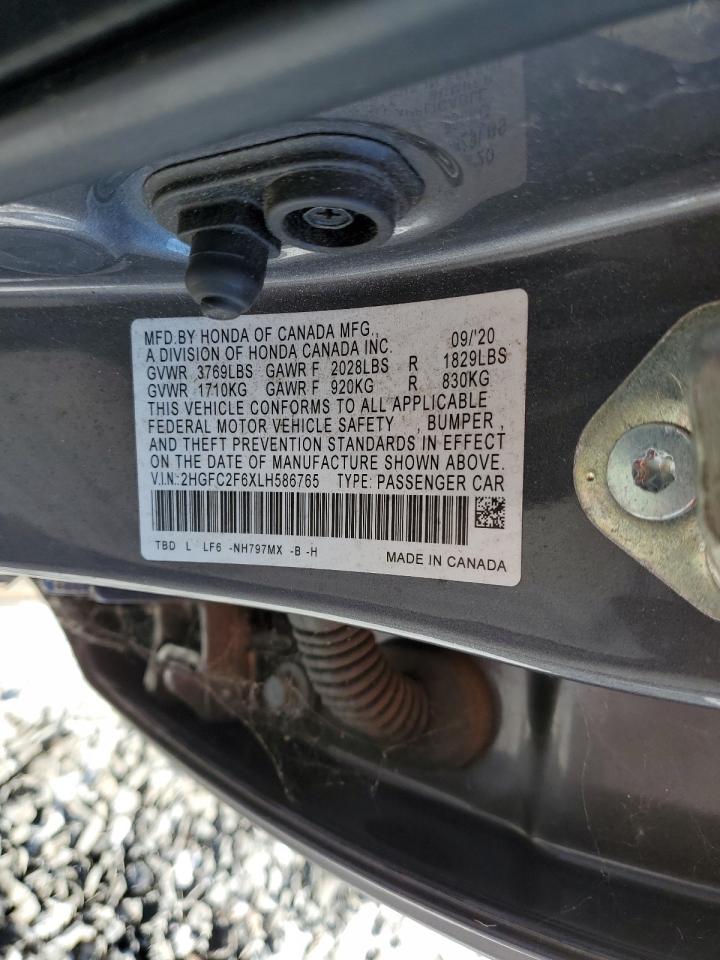 MFD.BY HONDA OF CANADA MFG.,
A DIVISION OF HONDA CANADA INC. 09/'20
GVWR 3769LBS GAWR F 2028LBS R 1829LBS
GVWR 1710KG GAWR F 920KG R 830KG
THIS VEHICLE CONFORMS TO ALL APPLICABLE
FEDERAL MOTOR VEHICLE SAFETY , BUMPER ,
AND THEFT PREVENTION STANDARDS IN EFFECT
ON THE DATE OF MANUFACTURE SHOWN ABOVE.
V.I.N.:2HGFC2F6XLH586765 TYPE: PASSENGER CAR
TBD L LF6 -NH797MX -B -H MADE IN CANADA